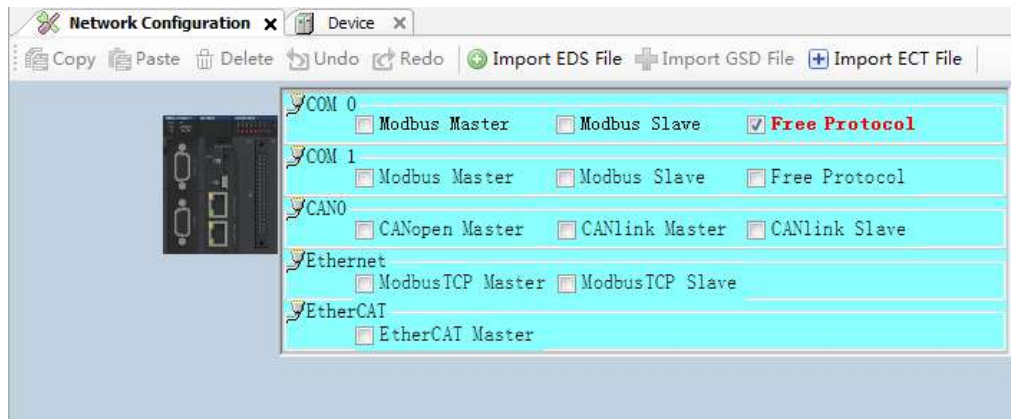 Network Configuration x Device x
Copy Paste Delete Undo Redo Import EDS File Import GSD File Import ECT File
COM 0
Modbus Master Modbus Slave Free Protocol
COM 1
Modbus Master Modbus Slave Free Protocol
CAN0
CANopen Master CANlink Master CANlink Slave
Ethernet
ModbusTCP Master ModbusTCP Slave
EtherCAT
EtherCAT Master